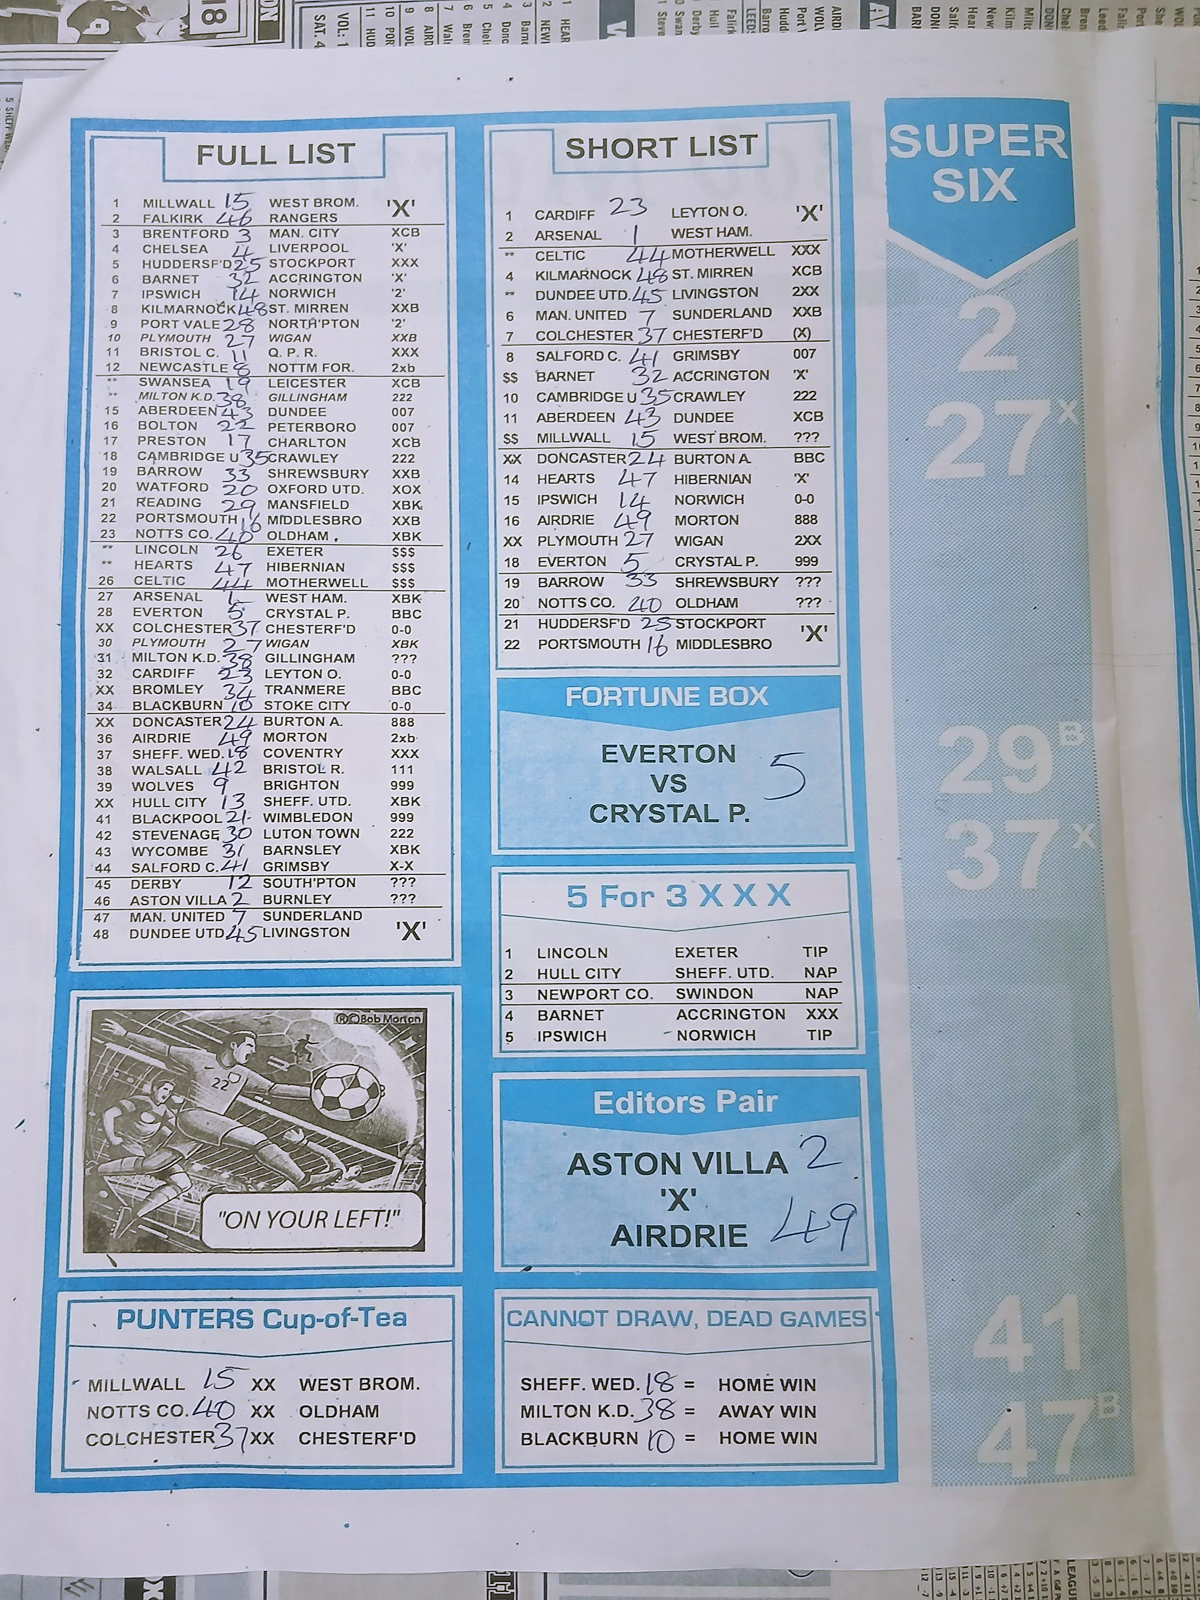 FULL LIST
1 MILLWALL 15 WEST BROM. 'X'
2 FALKIRK 46 RANGERS
3 BRENTFORD 3 MAN. CITY XCB
4 CHELSEA 4 LIVERPOOL 'X'
5 HUDDERSF'D 25 STOCKPORT XXX
6 BARNET 32 ACCRINGTON 'X'
7 IPSWICH 14 NORWICH '2'
8 KILMARNOCK 48 ST. MIRREN XXB
9 PORT VALE 28 NORTH'PTON '2'
10 PLYMOUTH 27 WIGAN XXB
11 BRISTOL C. 11 Q. P. R. XXX
12 NEWCASTLE 8 NOTTM FOR. 2xb
** SWANSEA 19 LEICESTER XCB
** MILTON K.D. 38 GILLINGHAM 222
15 ABERDEEN 43 DUNDEE 007
16 BOLTON 22 PETERBORO 007
17 PRESTON 17 CHARLTON XCB
18 CAMBRIDGE U 35 CRAWLEY 222
19 BARROW 33 SHREWSBURY XXB
20 WATFORD 20 OXFORD UTD. XOX
21 READING 29 MANSFIELD XBK
22 PORTSMOUTH 16 MIDDLESBRO XXB
23 NOTTS CO. 40 OLDHAM . XBK
** LINCOLN 26 EXETER $$$
** HEARTS 47 HIBERNIAN $$$
26 CELTIC 44 MOTHERWELL $$$
27 ARSENAL 1 WEST HAM. XBK
28 EVERTON 5 CRYSTAL P. BBC
XX COLCHESTER 37 CHESTERF'D 0-0
30 PLYMOUTH 27 WIGAN XBK
31 MILTON K.D. 38 GILLINGHAM ???
32 CARDIFF 23 LEYTON O. 0-0
XX BROMLEY 34 TRANMERE BBC
34 BLACKBURN 10 STOKE CITY 0-0
XX DONCASTER 24 BURTON A. 888
36 AIRDRIE 49 MORTON 2xb
37 SHEFF. WED. 18 COVENTRY XXX
38 WALSALL 42 BRISTOL R. 111
39 WOLVES 9 BRIGHTON 999
XX HULL CITY 13 SHEFF. UTD. XBK
41 BLACKPOOL 21 WIMBLEDON 999
42 STEVENAGE 30 LUTON TOWN 222
43 WYCOMBE 31 BARNSLEY XBK
44 SALFORD C. 41 GRIMSBY X-X
45 DERBY 12 SOUTH'PTON ???
46 ASTON VILLA 2 BURNLEY ???
47 MAN. UNITED 7 SUNDERLAND
48 DUNDEE UTD 45 LIVINGSTON 'X'
®©Bob Morton
22
"ON YOUR LEFT!"
PUNTERS Cup-of-Tea
MILLWALL 15 XX WEST BROM.
NOTTS CO. 40 XX OLDHAM
COLCHESTER 37 XX CHESTERF'D
SHORT LIST
1 CARDIFF 23 LEYTON O. 'X'
2 ARSENAL 1 WEST HAM.
** CELTIC 44 MOTHERWELL XXX
4 KILMARNOCK 48 ST. MIRREN XCB
** DUNDEE UTD. 45 LIVINGSTON 2XX
6 MAN. UNITED 7 SUNDERLAND XXB
7 COLCHESTER 37 CHESTERF'D (X)
8 SALFORD C. 41 GRIMSBY 007
$$ BARNET 32 ACCRINGTON 'X'
10 CAMBRIDGE U 35 CRAWLEY 222
11 ABERDEEN 43 DUNDEE XCB
$$ MILLWALL 15 WEST BROM. ???
XX DONCASTER 24 BURTON A. BBC
14 HEARTS 47 HIBERNIAN 'X'
15 IPSWICH 14 NORWICH 0-0
16 AIRDRIE 49 MORTON 888
XX PLYMOUTH 27 WIGAN 2XX
18 EVERTON 5 CRYSTAL P. 999
19 BARROW 33 SHREWSBURY ???
20 NOTTS CO. 40 OLDHAM ???
21 HUDDERSF'D 25 STOCKPORT 'X'
22 PORTSMOUTH 16 MIDDLESBRO
FORTUNE BOX
EVERTON
VS 5
CRYSTAL P.
5 For 3 X X X
1 LINCOLN EXETER TIP
2 HULL CITY SHEFF. UTD. NAP
3 NEWPORT CO. SWINDON NAP
4 BARNET ACCRINGTON XXX
5 IPSWICH NORWICH TIP
Editors Pair
ASTON VILLA 2
'X'
AIRDRIE 49
CANNOT DRAW, DEAD GAMES
SHEFF. WED. 18 = HOME WIN
MILTON K.D. 38 = AWAY WIN
BLACKBURN 10 = HOME WIN
SUPER
SIX
2
27 X
29 B
37 X
41
47 B